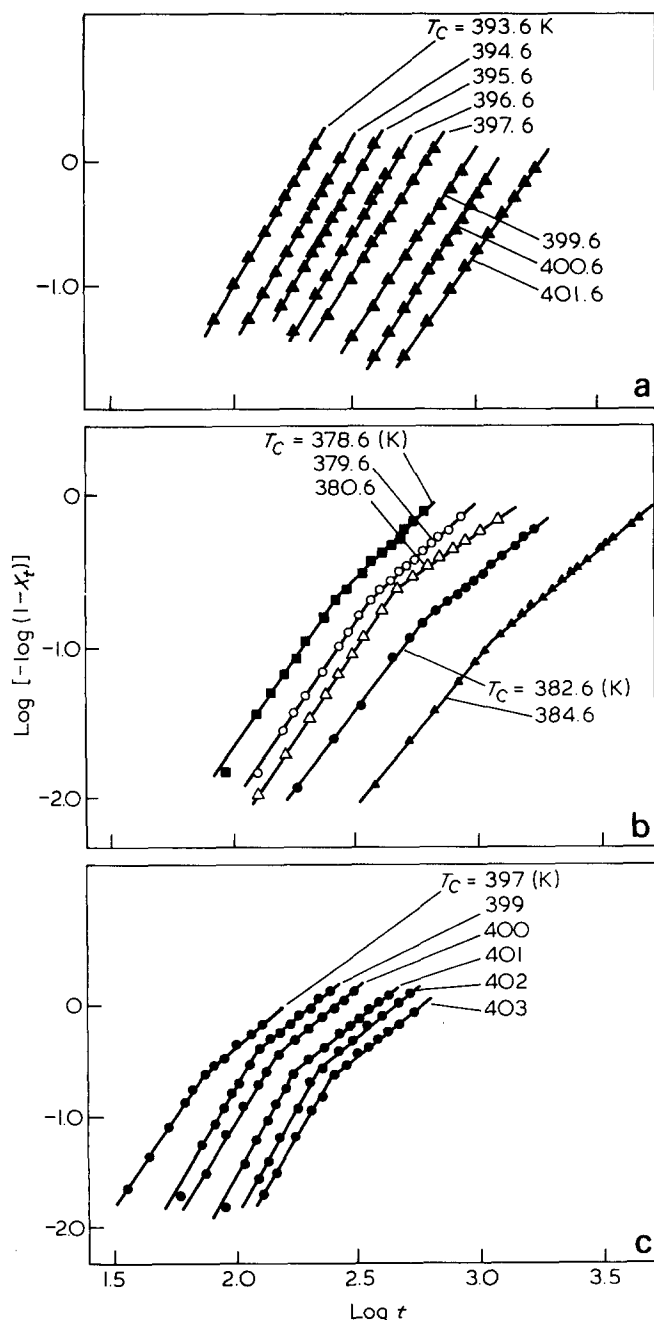 T_C = 393.6 K
394.6
395.6
396.6
397.6
O
399.6
400.6
401.6
-1.0
a
T_C = 378.6 (K)
379.6
380.6
O
-1.0
T_C = 382.6 (K)
384.6
-2.0
b
Log [-log (1-X_t)]
T_C = 397 (K)
399
400
401
402
403
O
-1.0
-2.0
c
1.5 2.0 2.5 3.0 3.5
Log t